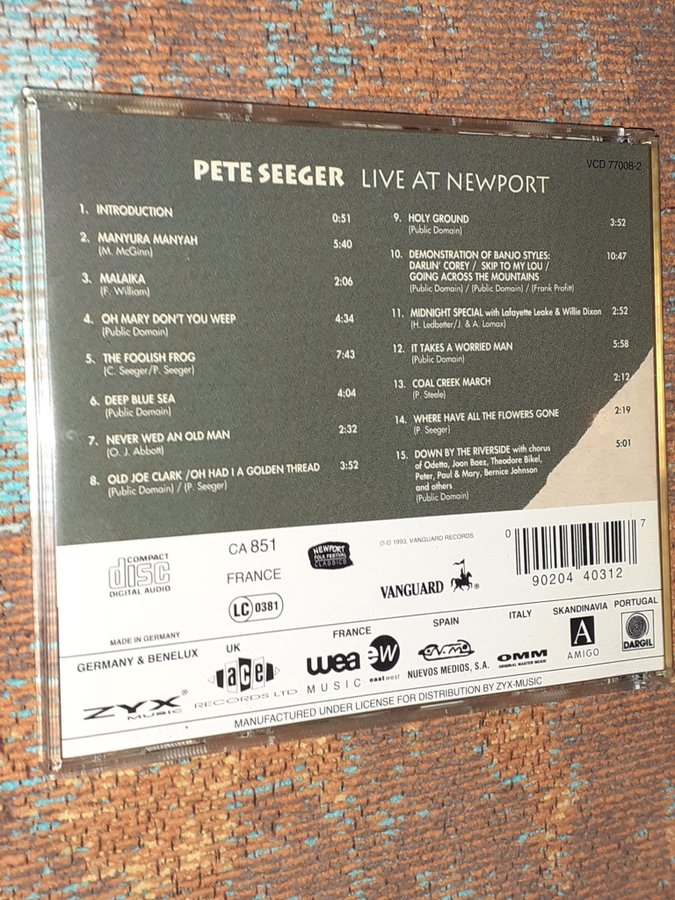 PETE SEEGER LIVE AT NEWPORT
VCD 77008-2
1. INTRODUCTION 0:51
2. MANYURA MANYAH 5:40
(M. McGinn)
3. MALAIKA 2:06
(F. William)
4. OH MARY DON'T YOU WEEP 4:34
(Public Domain)
5. THE FOOLISH FROG 7:43
(C. Seeger/P. Seeger)
6. DEEP BLUE SEA 4:04
(Public Domain)
7. NEVER WED AN OLD MAN 2:32
(O. J. Abbott)
8. OLD JOE CLARK /OH HAD I A GOLDEN THREAD 3:52
(Public Domain) / (P. Seeger)
9. HOLY GROUND 3:52
(Public Domain)
10. DEMONSTRATION OF BANJO STYLES: 10:47
DARLIN' COREY / SKIP TO MY LOU /
GOING ACROSS THE MOUNTAINS
(Public Domain) / (Public Domain) / (Frank Profitt)
11. MIDNIGHT SPECIAL with Lafayette Leake & Willie Dixon 2:52
(H. Ledbetter/J. & A. Lomax)
12. IT TAKES A WORRIED MAN 5:58
(Public Domain)
13. COAL CREEK MARCH 2:12
(P. Steele)
14. WHERE HAVE ALL THE FLOWERS GONE 2:19
(P. Seeger)
15. DOWN BY THE RIVERSIDE with chorus 5:01
of Odetta, Joan Baez, Theodore Bikel,
Peter, Paul & Mary, Bernice Johnson
and others
(Public Domain)
COMPACT
disc
DIGITAL AUDIO
CA 851
FRANCE
LC 0381
NEWPORT
FOLK FESTIVAL
CLASSICS
℗ © 1993, VANGUARD RECORDS
VANGUARD ®
0 90204 40312 7
MADE IN GERMANY
GERMANY & BENELUX
ZYX®
MUSIC
UK
ace
RECORDS LTD
FRANCE
wea
MUSIC
ew
eastwest
SPAIN
NUEVOS MEDIOS, S.A.
ITALY
OMM
ORIGINAL MASTER MUSIC
SKANDINAVIA
A
AMIGO
PORTUGAL
DARGIL
MANUFACTURED UNDER LICENSE FOR DISTRIBUTION BY ZYX-MUSIC